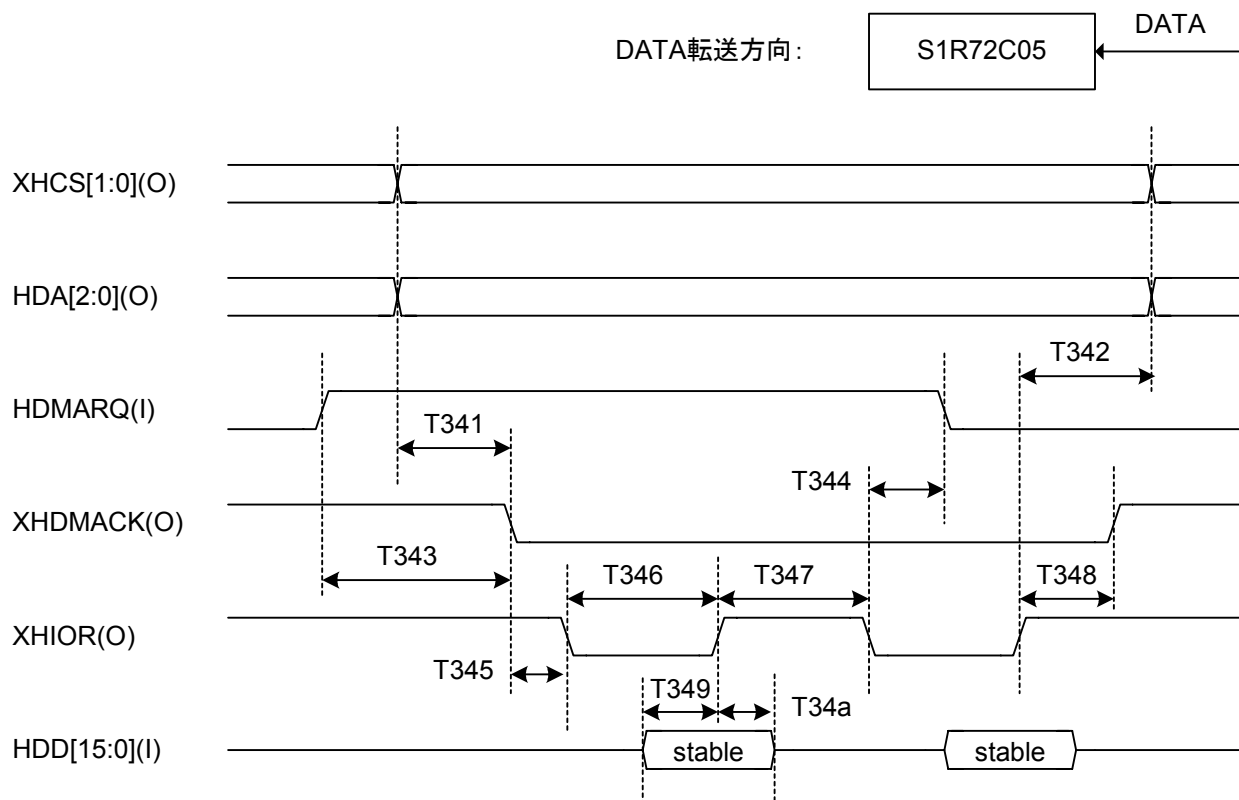 DATA
DATA転送方向:
S1R72C05
XHCS[1:0](O)
HDA[2:0](O)
T342
HDMARQ(I)
T341
T344
XHDMACK(O)
T343
T346
T347
T348
XHIOR(O)
T345
T349
T34a
HDD[15:0](I)
stable
stable